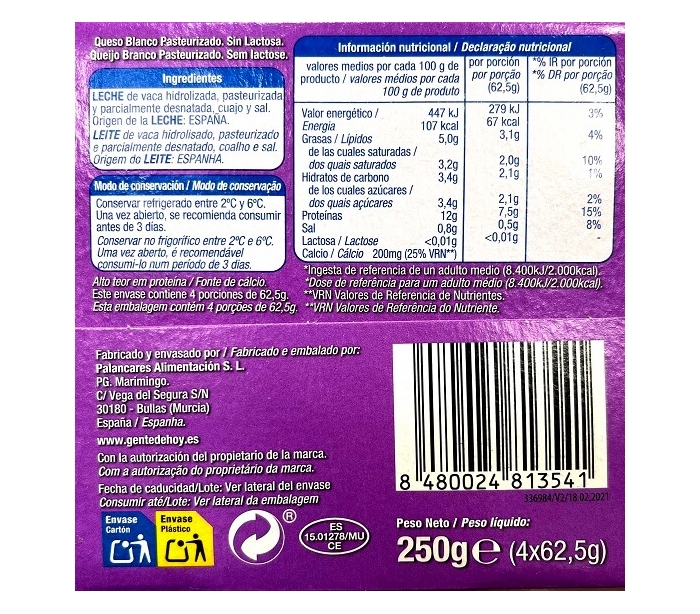 Queso Blanco Pasteurizado. Sin Lactosa.
Queijo Branco Pasteurizado. Sem lactose.
Ingredientes
LECHE de vaca hidrolizada, pasteurizada
y parcialmente desnatada, cuajo y sal.
Origen de la LECHE: ESPAÑA.
LEITE de vaca hidrolisado, pasteurizado
e parcialmente desnatado, coalho e sal.
Origem do LEITE: ESPANHA.
Modo de conservación / Modo de conservação
Conservar refrigerado entre 2ºC y 6ºC.
Una vez abierto, se recomienda consumir
antes de 3 días.
Conservar no frigorífico entre 2ºC e 6ºC.
Uma vez aberto, é recomendável
consumi-lo num período de 3 dias.
Alto teor em proteína / Fonte de cálcio.
Este envase contiene 4 porciones de 62,5g.
Esta embalagem contém 4 porções de 62,5g.
Información nutricional / Declaração nutricional
valores medios por cada 100 g de
producto / valores médios por cada
100 g de produto
por porción
por porção
(62,5g)
*% IR por porción
*% DR por porção
(62,5g)
Valor energético / 447 kJ 279 kJ 3%
Energia 107 kcal 67 kcal
Grasas / Lípidos 5,0g 3,1g 4%
de las cuales saturadas /
dos quais saturados 3,2g 2,0g 10%
Hidratos de carbono 3,4g 2,1g 1%
de los cuales azúcares /
dos quais açúcares 3,4g 2,1g 2%
Proteínas 12g 7,5g 15%
Sal 0,8g 0,5g 8%
Lactosa / Lactose <0,01g <0,01g -
Calcio / Cálcio 200mg (25% VRN**)
*Ingesta de referencia de un adulto medio (8.400kJ/2.000kcal).
*Dose de referência para um adulto médio (8.400kJ/2.000kcal).
**VRN Valores de Referencia de Nutrientes.
**VRN Valores de Referência do Nutriente.
Fabricado y envasado por / Fabricado e embalado por:
Palancares Alimentación S. L.
PG. Marimingo.
C/ Vega del Segura S/N
30180 - Bullas (Murcia)
España / Espanha.
www.gentedehoy.es
Con la autorización del propietario de la marca.
Com a autorização do proprietário da marca.
Fecha de caducidad/Lote: Ver lateral del envase
Consumir até/Lote: Ver lateral da embalagem
8 480024 813541
336984/V2/18.02.2021
Envase
Cartón
Envase
Plástico
®
ES
15.01278/MU
CE
Peso Neto / Peso líquido:
250g e (4x62,5g)